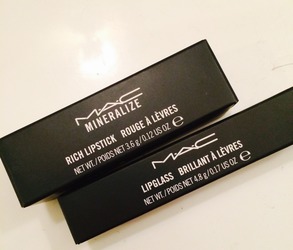 MAC
MINERALIZE
RICH LIPSTICK ROUGE À LÈVRES
NET WT./POIDS NET 3.6 g / 0.12 US OZ ℮
MAC
LIPGLASS BRILLANT À LÈVRES
NET WT./POIDS NET 4.8 g / 0.17 US OZ ℮